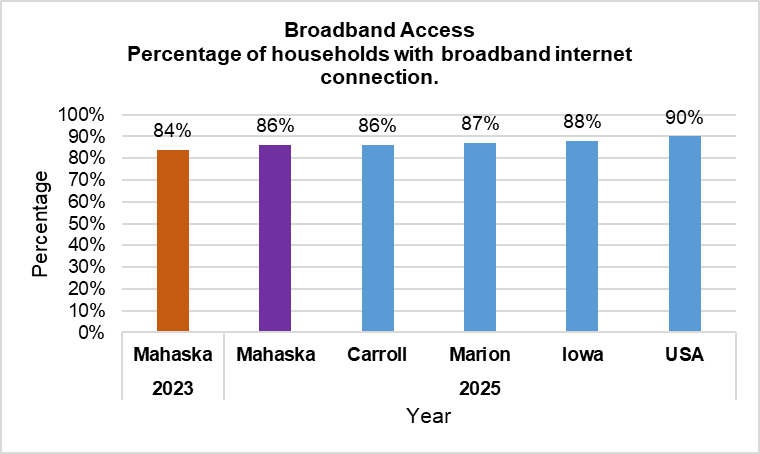 Broadband Access
Percentage of households with broadband internet
connection.
100%
90%
80%
70%
60%
50%
40%
30%
20%
10%
0%
Percentage
84%
86%
86%
87%
88%
90%
Mahaska
Mahaska
Carroll
Marion
Iowa
USA
2023
2025
Year